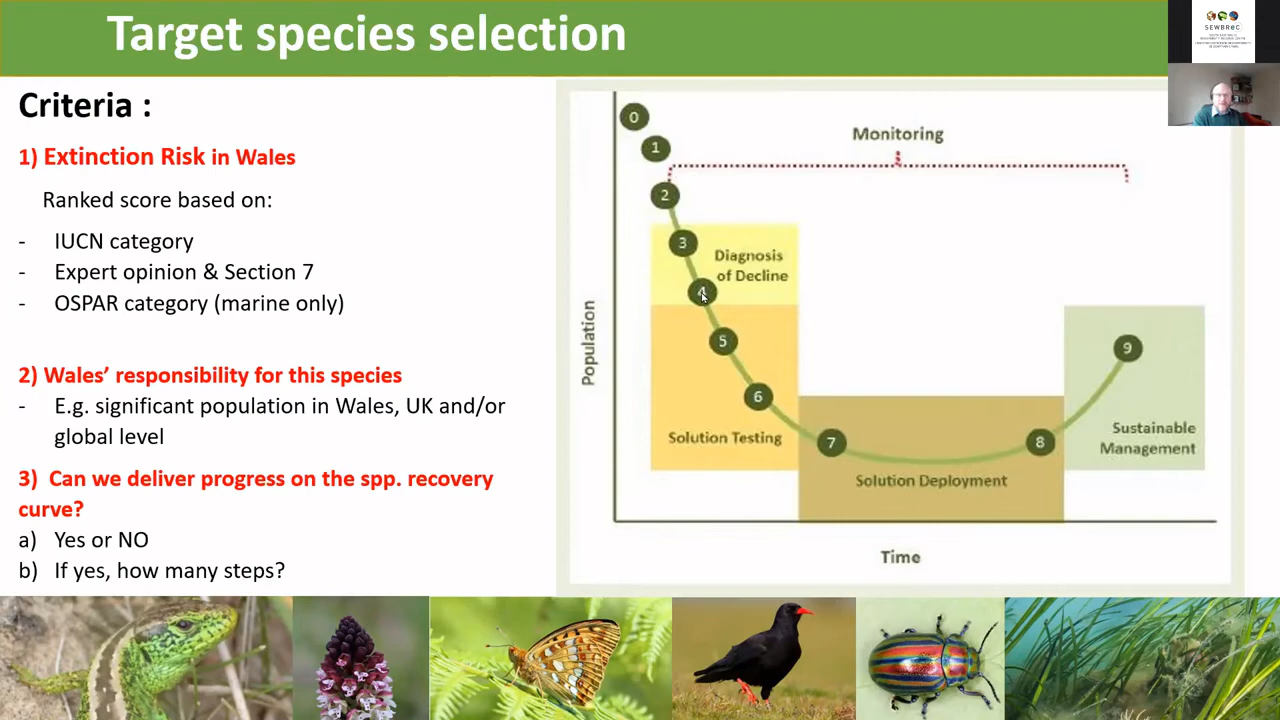 Target species selection
SEWBReC
Criteria :
1) Extinction Risk in Wales
Ranked score based on:
- IUCN category
- Expert opinion & Section 7
- OSPAR category (marine only)
2) Wales’ responsibility for this species
- E.g. significant population in Wales, UK and/or
global level
3) Can we deliver progress on the spp. recovery
curve?
a) Yes or NO
b) If yes, how many steps?
Monitoring
0
1
2
3
Diagnosis
of Decline
4
5
6
Solution Testing
7
8
Solution Deployment
9
Sustainable
Management
Population
Time